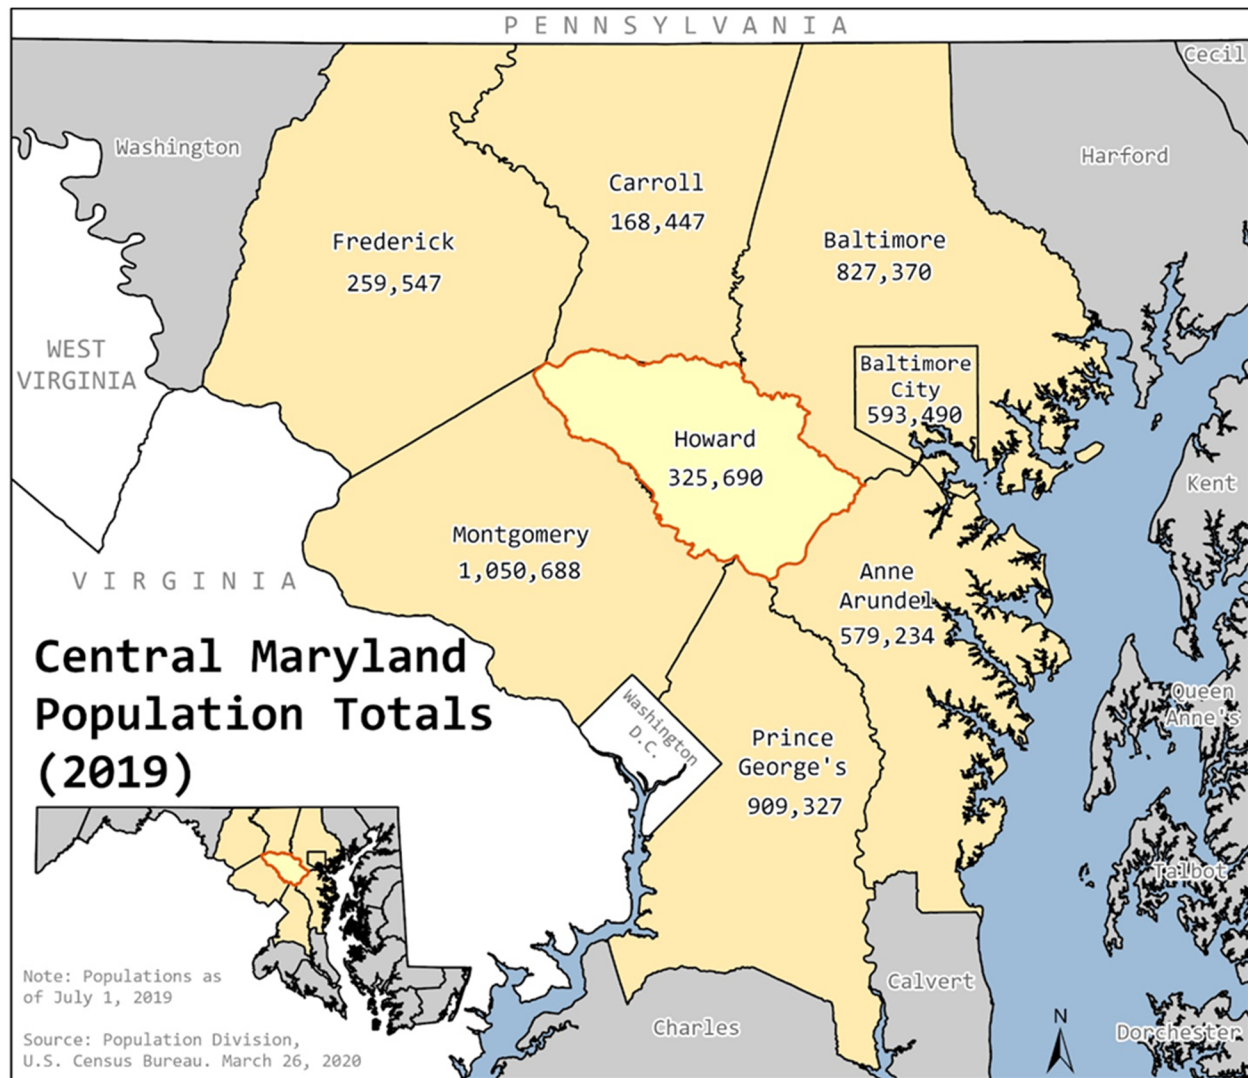 PENNSYLVANIA
Cecil
Washington
Harford
Carroll
168,447
Frederick
259,547
Baltimore
827,370
WEST
VIRGINIA
Baltimore
City
593,490
Howard
325,690
Kent
Montgomery
1,050,688
VIRGINIA
Anne
Arundel
579,234
Central Maryland
Population Totals
(2019)
Washington
D.C.
Queen
Anne's
Prince
George's
909,327
Talbot
Note: Populations as
of July 1, 2019
Calvert
Charles
N
Dorchester
Source: Population Division,
U.S. Census Bureau. March 26, 2020